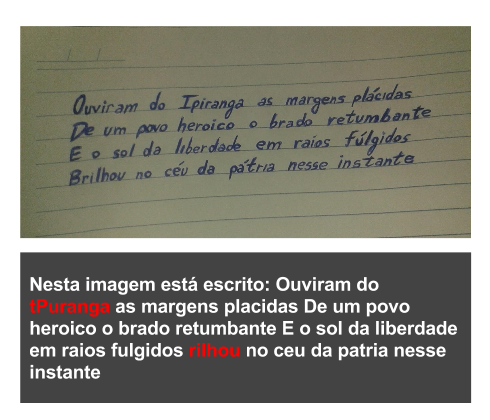 Ouviram do Ipiranga as margens plácidas
De um povo heroico o brado retumbante
E o sol da liberdade em raios fúlgidos
Brilhou no céu da pátria nesse instante
Nesta imagem está escrito: Ouviram do
tPuranga as margens placidas De um povo
heroico o brado retumbante E o sol da liberdade
em raios fulgidos rilhou no ceu da patria nesse
instante